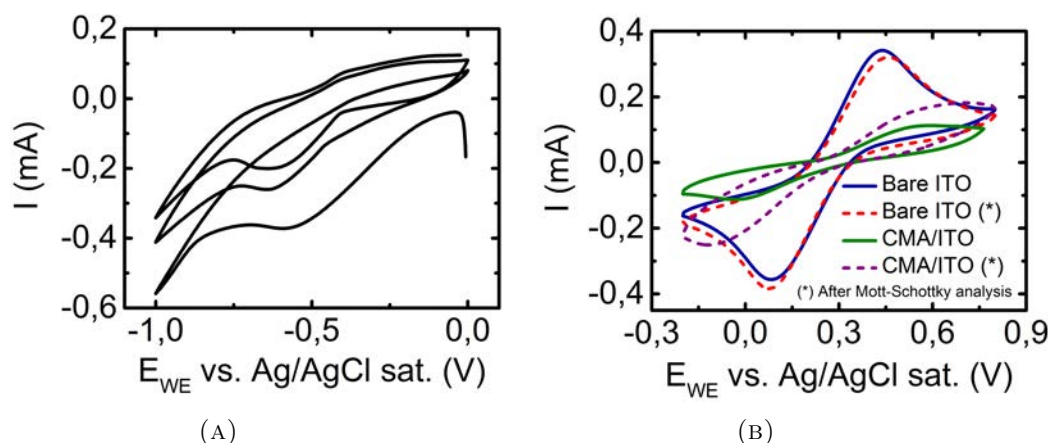 0,2
0,0
-0,2
-0,4
-0,6
I (mA)
-1,0
-0,5
0,0
E_WE vs. Ag/AgCl sat. (V)
(A)
0,4
0,2
0,0
-0,2
-0,4
I (mA)
Bare ITO
Bare ITO (*)
CMA/ITO
CMA/ITO (*)
(*) After Mott-Schottky analysis
-0,3
0,0
0,3
0,6
0,9
E_WE vs. Ag/AgCl sat. (V)
(B)